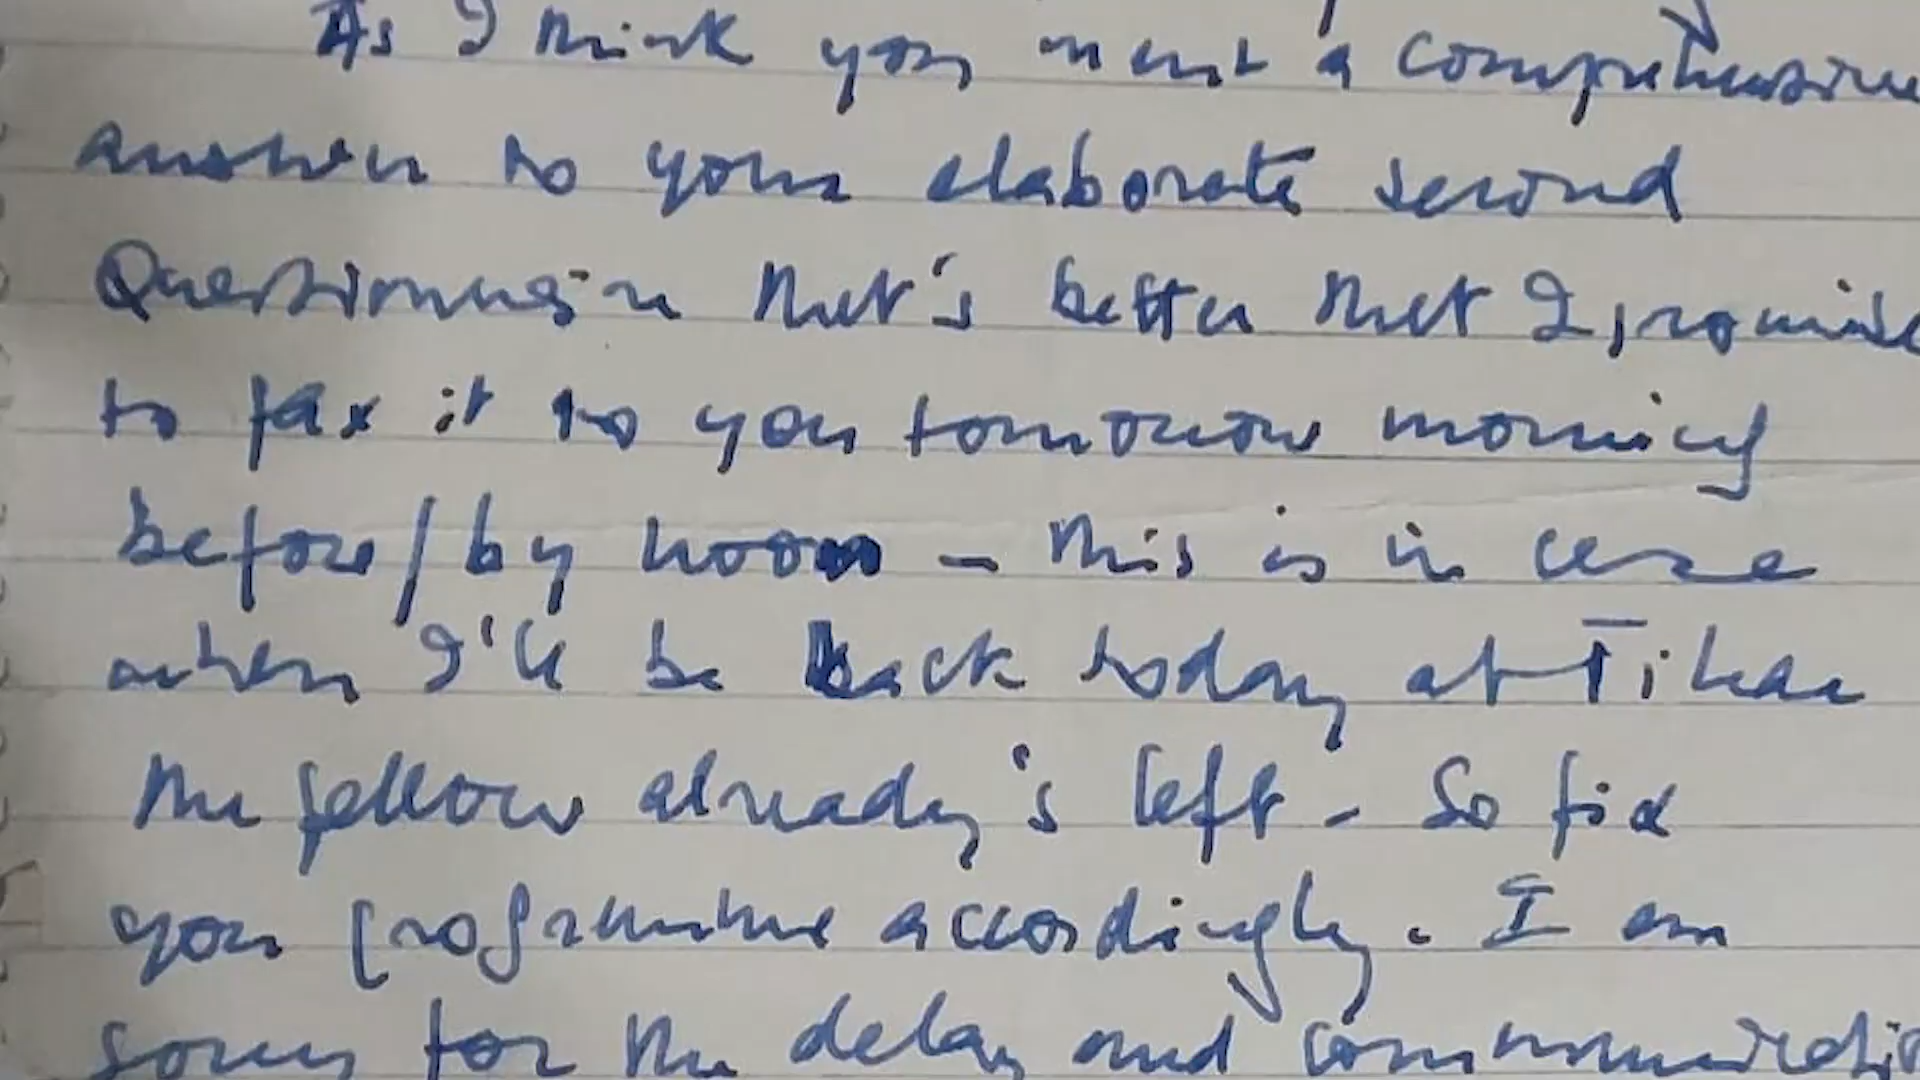 As I think you want a comprehensive
answer to your elaborate second
Questionnaire that's better that I promise
to fax it to you tomorrow morning
before/by noon - this is in case
when I'll be back today at Tihar
the fellow already's left - So fix
your programme accordingly. I am
sorry for the delay and